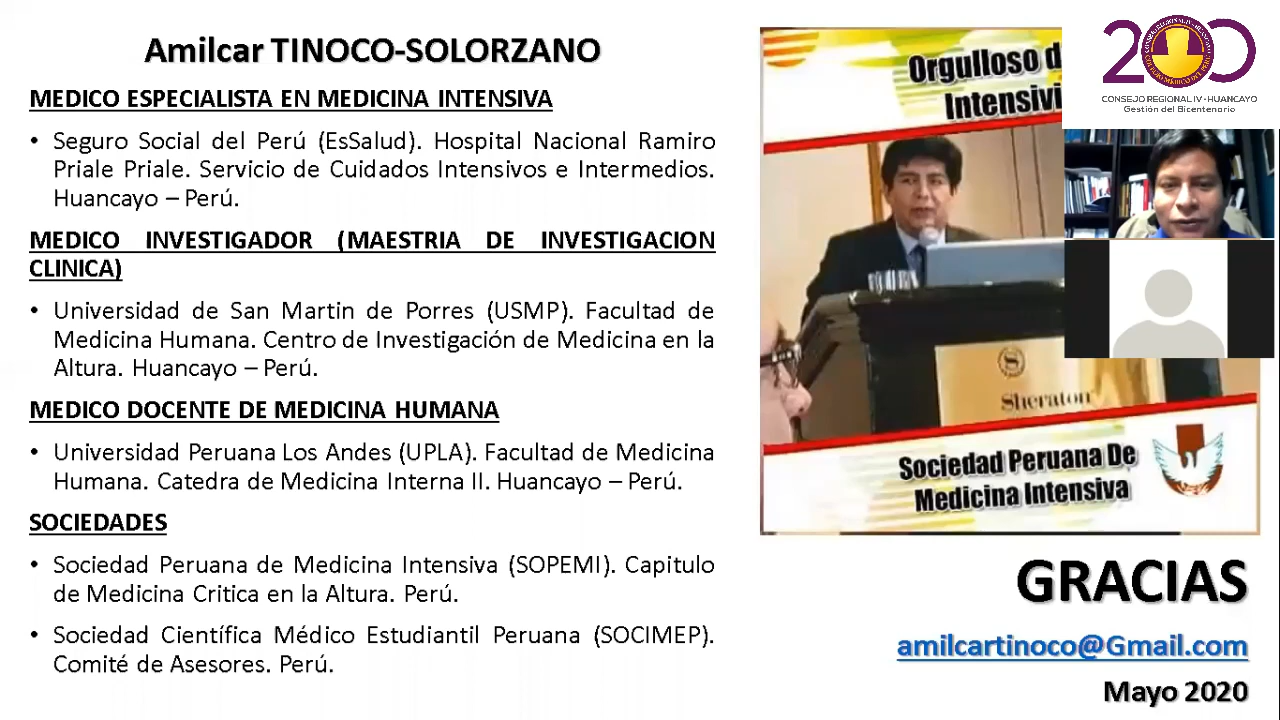 Amilcar TINOCO-SOLORZANO
MEDICO ESPECIALISTA EN MEDICINA INTENSIVA
• Seguro Social del Perú (EsSalud). Hospital Nacional Ramiro
Priale Priale. Servicio de Cuidados Intensivos e Intermedios.
Huancayo – Perú.
MEDICO INVESTIGADOR (MAESTRIA DE INVESTIGACION
CLINICA)
• Universidad de San Martin de Porres (USMP). Facultad de
Medicina Humana. Centro de Investigación de Medicina en la
Altura. Huancayo – Perú.
MEDICO DOCENTE DE MEDICINA HUMANA
• Universidad Peruana Los Andes (UPLA). Facultad de Medicina
Humana. Catedra de Medicina Interna II. Huancayo – Perú.
SOCIEDADES
• Sociedad Peruana de Medicina Intensiva (SOPEMI). Capitulo
de Medicina Critica en la Altura. Perú.
• Sociedad Científica Médico Estudiantil Peruana (SOCIMEP).
Comité de Asesores. Perú.
Orgulloso d
Intensivi
Sheraton
Sociedad Peruana De
Medicina Intensiva
200
CONSEJO REGIONAL IV - HUANCAYO
Gestión del Bicentenario
GRACIAS
amilcartinoco@Gmail.com
Mayo 2020